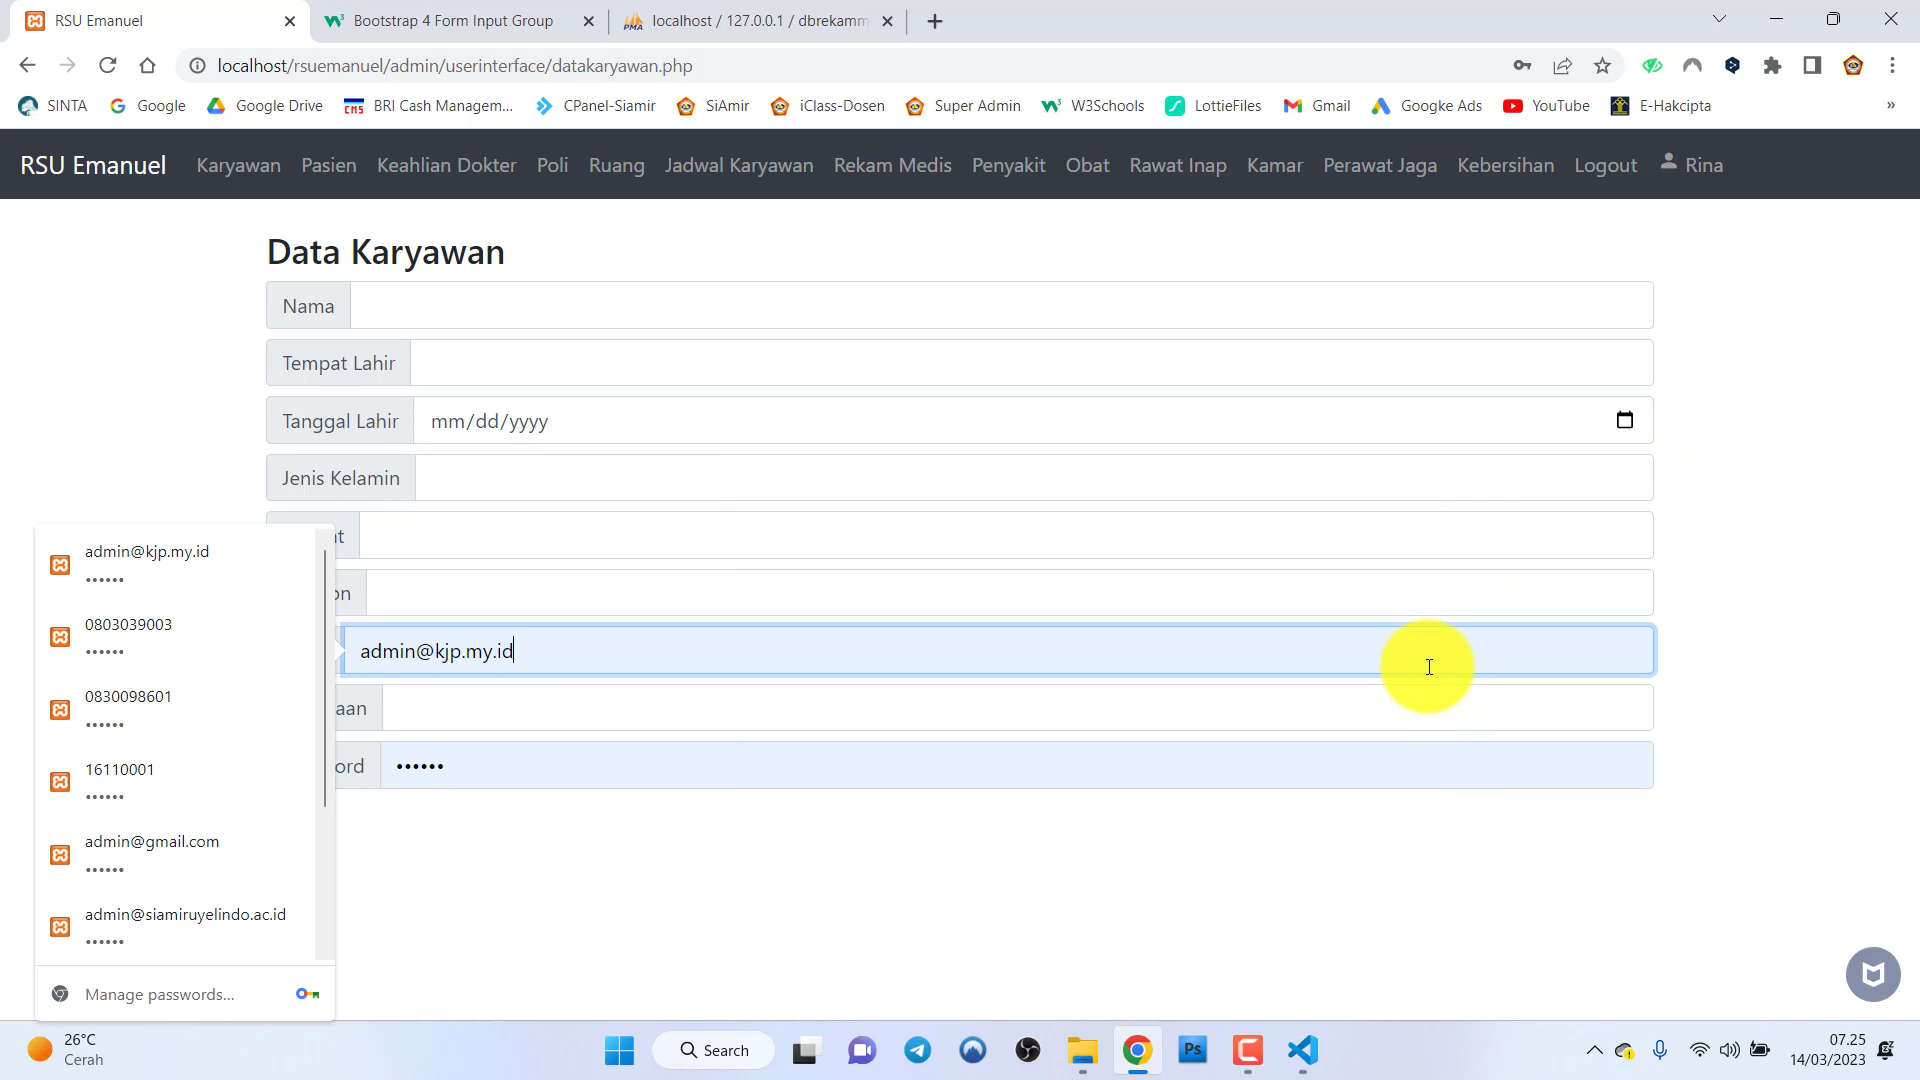 RSU Emanuel
Bootstrap 4 Form Input Group
PMA localhost / 127.0.0.1 / dbrekamm
localhost/rsuemanuel/admin/userinterface/datakaryawan.php
SINTA Google Google Drive CMS BRI Cash Managem... CPanel-Siamir SiAmir iClass-Dosen Super Admin W3Schools LottieFiles Gmail Googke Ads YouTube E-Hakcipta »
RSU Emanuel Karyawan Pasien Keahlian Dokter Poli Ruang Jadwal Karyawan Rekam Medis Penyakit Obat Rawat Inap Kamar Perawat Jaga Kebersihan Logout Rina
Data Karyawan
Nama
Tempat Lahir
Tanggal Lahir mm/dd/yyyy
Jenis Kelamin
t
on
admin@kjp.my.id
aan
ord ••••••
admin@kjp.my.id
••••••
0803039003
••••••
0830098601
••••••
16110001
••••••
admin@gmail.com
••••••
admin@siamiruyelindo.ac.id
••••••
Manage passwords...
26°C
Cerah
Search
Ps
07.25
14/03/2023